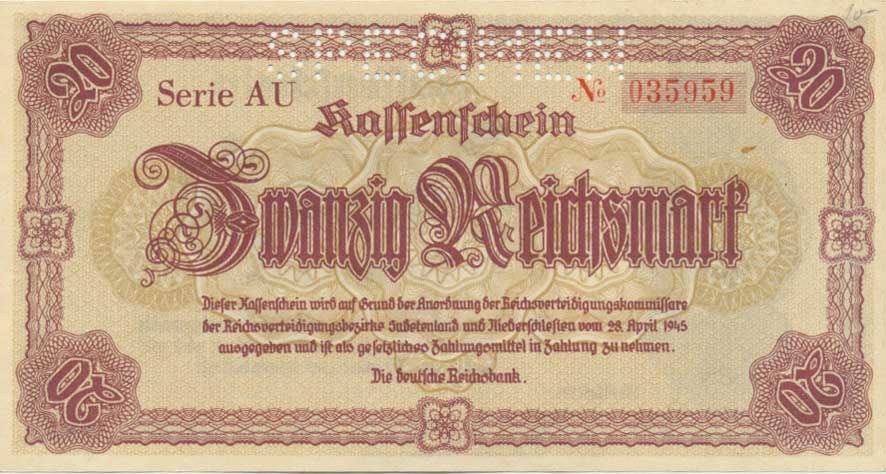 10-
SPECIMEN
20 20
Serie AU No 035959
Kassenschein
Zwanzig Reichsmark
Dieser Kassenschein wird auf Grund der Anordnung der Reichsverteidigungskommissare
der Reichsverteidigungsbezirke Sudetenland und Niederschlesien vom 28. April 1945
ausgegeben und ist als gesetzliches Zahlungsmittel in Zahlung zu nehmen.
Die deutsche Reichsbank.
20 20